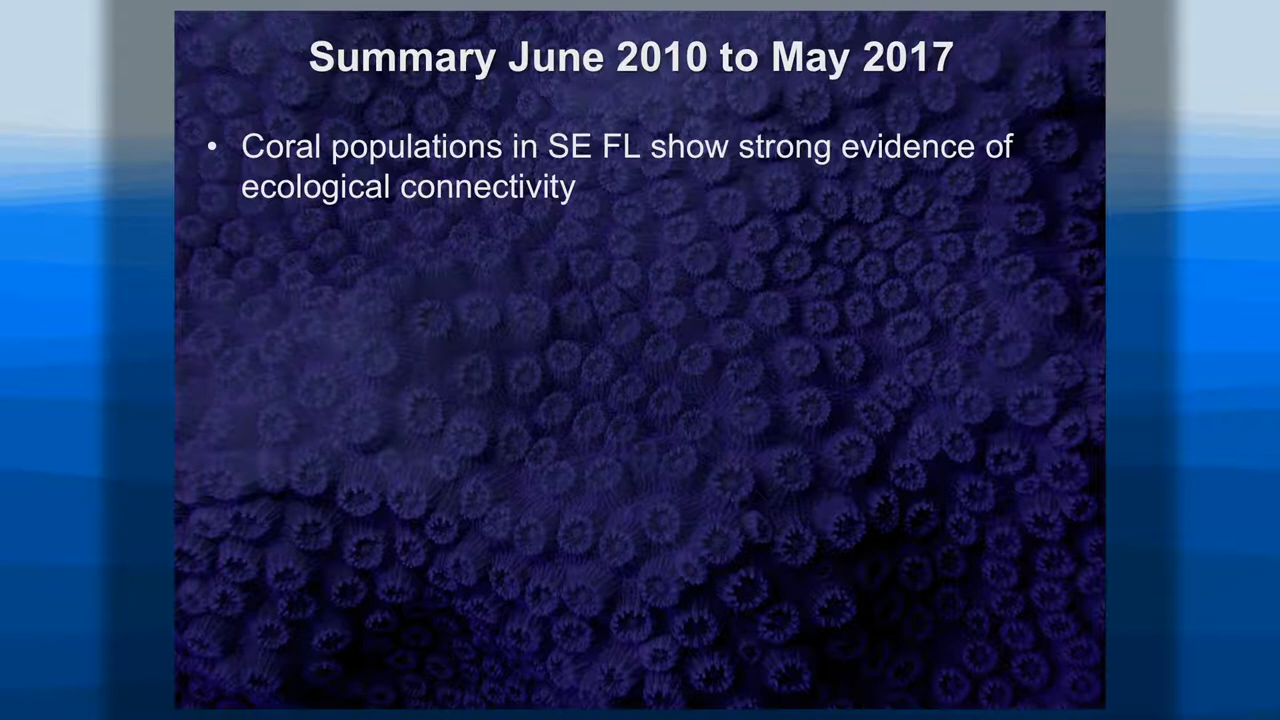 Summary June 2010 to May 2017
• Coral populations in SE FL show strong evidence of
ecological connectivity